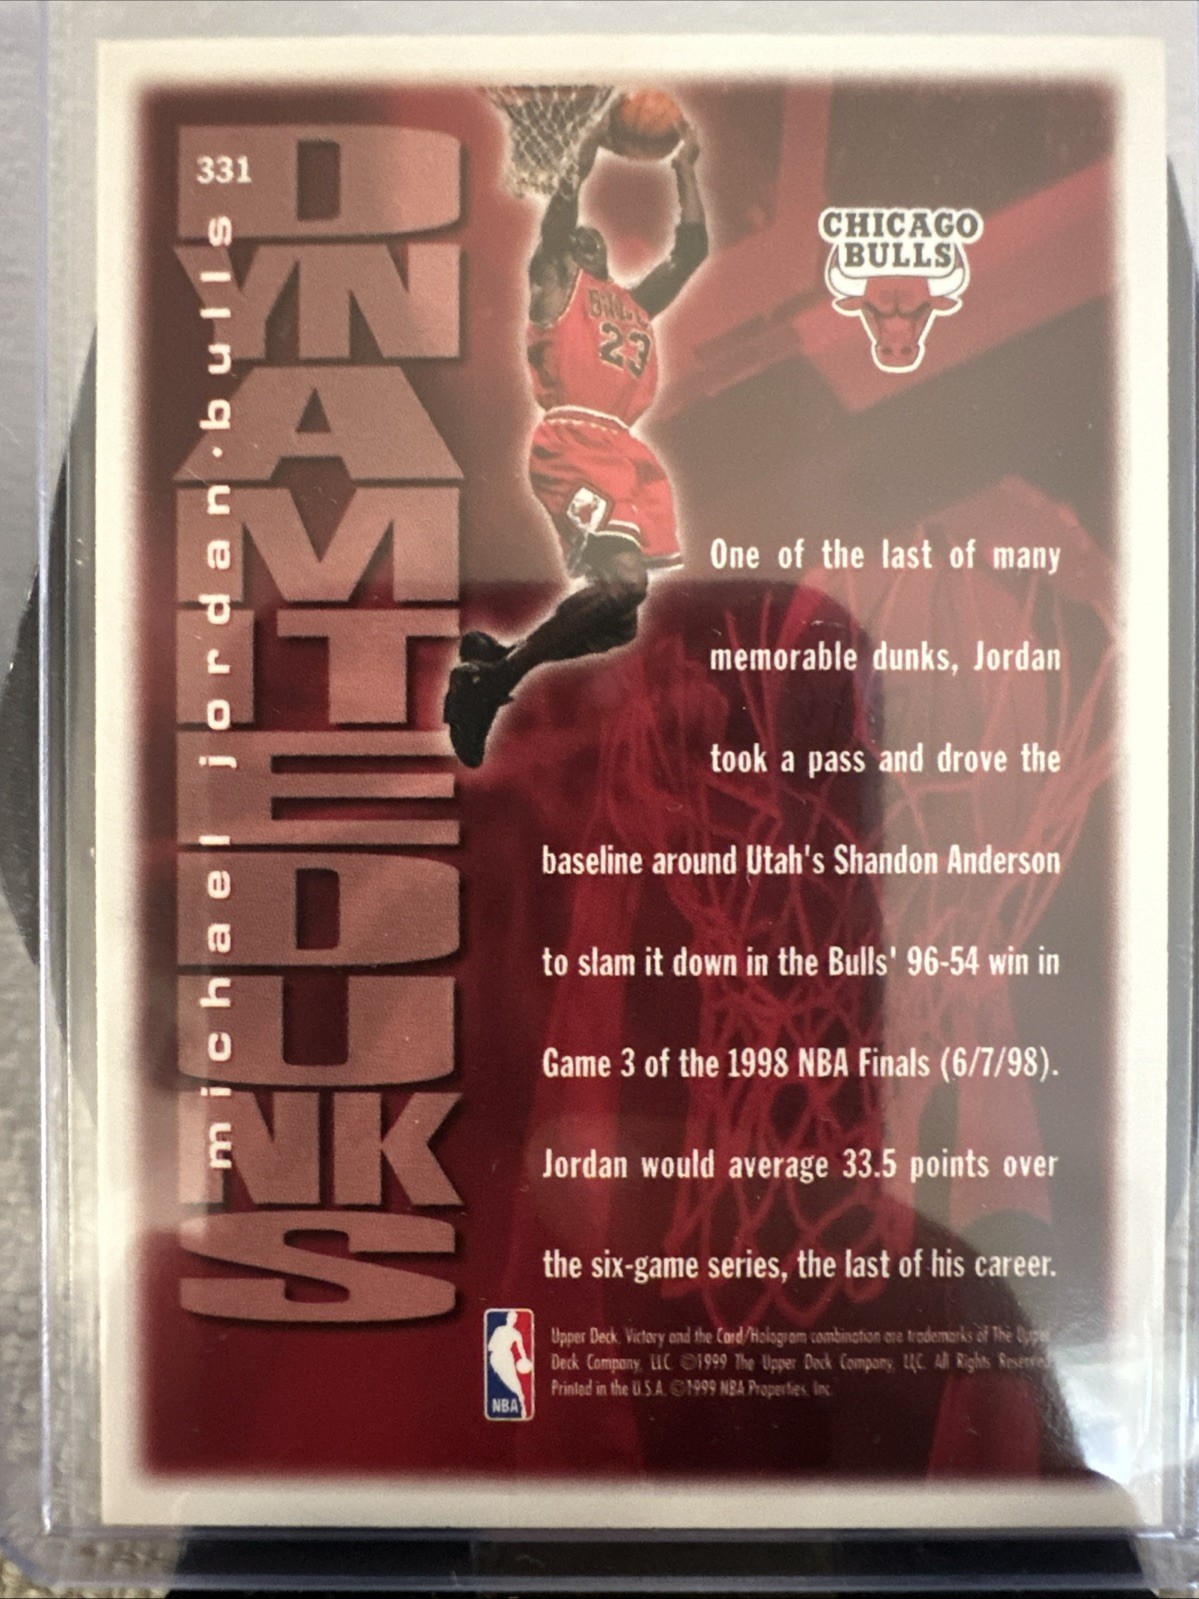 331
DYNAMITE DUNKS
michael jordan·bulls
BULLS
23
CHICAGO
BULLS
One of the last of many
memorable dunks, Jordan
took a pass and drove the
baseline around Utah's Shandon Anderson
to slam it down in the Bulls' 96-54 win in
Game 3 of the 1998 NBA Finals (6/7/98).
Jordan would average 33.5 points over
the six-game series, the last of his career.
NBA
Upper Deck, Victory and the Card/Hologram combination are trademarks of The Upper
Deck Company, LLC. ©1999 The Upper Deck Company, LLC. All Rights Reserved.
Printed in the U.S.A. ©1999 NBA Properties, Inc.